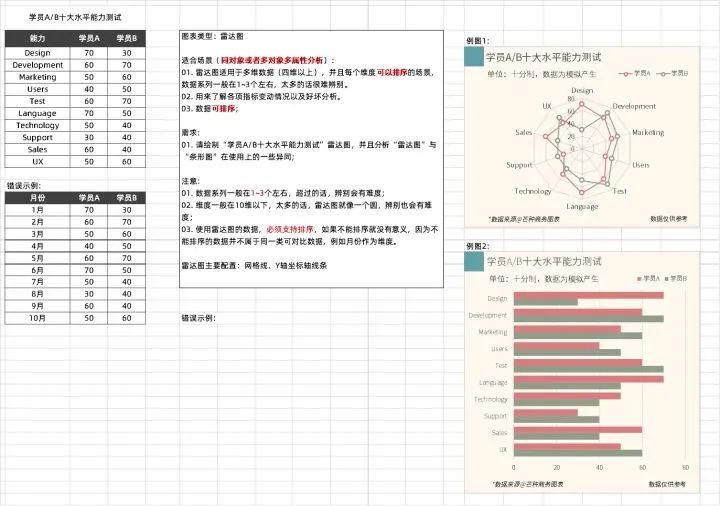 学员A/B十大水平能力测试
能力 学员A 学员B
Design 70 30
Development 60 70
Marketing 50 60
Users 40 50
Test 60 70
Language 70 50
Technology 50 40
Support 30 40
Sales 60 40
UX 50 60
错误示例：
月份 学员A 学员B
1月 70 30
2月 60 70
3月 50 60
4月 40 50
5月 60 70
6月 70 50
7月 50 40
8月 30 40
9月 60 40
10月 50 60
图表类型：雷达图
适合场景（同对象或者多对象多属性分析）：
01. 雷达图适用于多维数据（四维以上），并且每个维度可以排序的场景，
数据系列一般在1~3个左右，太多的话很难辨别。
02. 用来了解各项指标变动情况以及好坏分析。
03. 数据可排序；
需求：
01. 请绘制“学员A/B十大水平能力测试”雷达图，并且分析“雷达图”与
“条形图”在使用上的一些异同；
注意：
01. 数据系列一般在1~3个左右，超过的话，辨别会有难度；
02. 维度一般在10维以下，太多的话，雷达图就像一个圆，辨别也会有难
度；
03. 使用雷达图的数据，必须支持排序，如果不能排序就没有意义，因为不
能排序的数据并不属于同一类可对比数据，例如月份作为维度。
雷达图主要配置：网格线、Y轴坐标轴线条
错误示例：
例图1：
学员A/B十大水平能力测试
单位：十分制，数据为模拟产生
学员A 学员B
Design
80
60
40
20
0
Development
Marketing
Users
Test
Language
Technology
Support
Sales
UX
*数据来源@芒种商务图表 数据仅供参考
例图2：
学员A/B十大水平能力测试
单位：十分制，数据为模拟产生
学员A 学员B
Design
Development
Marketing
Users
Test
Language
Technology
Support
Sales
UX
0 20 40 60 80
*数据来源@芒种商务图表 数据仅供参考